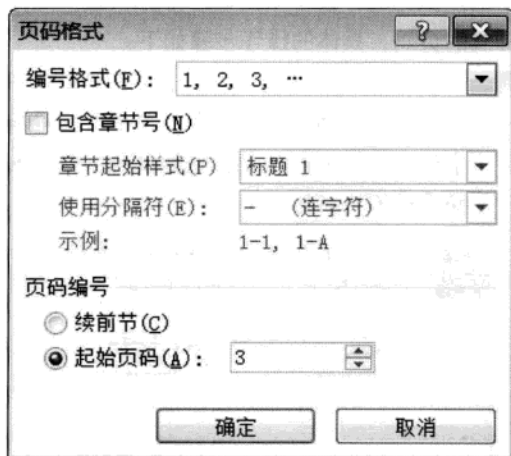 页码格式
编号格式(F): 1, 2, 3, …
包含章节号(N)
章节起始样式(P) 标题 1
使用分隔符(E): - (连字符)
示例: 1-1, 1-A
页码编号
续前节(C)
起始页码(A): 3
确定 取消